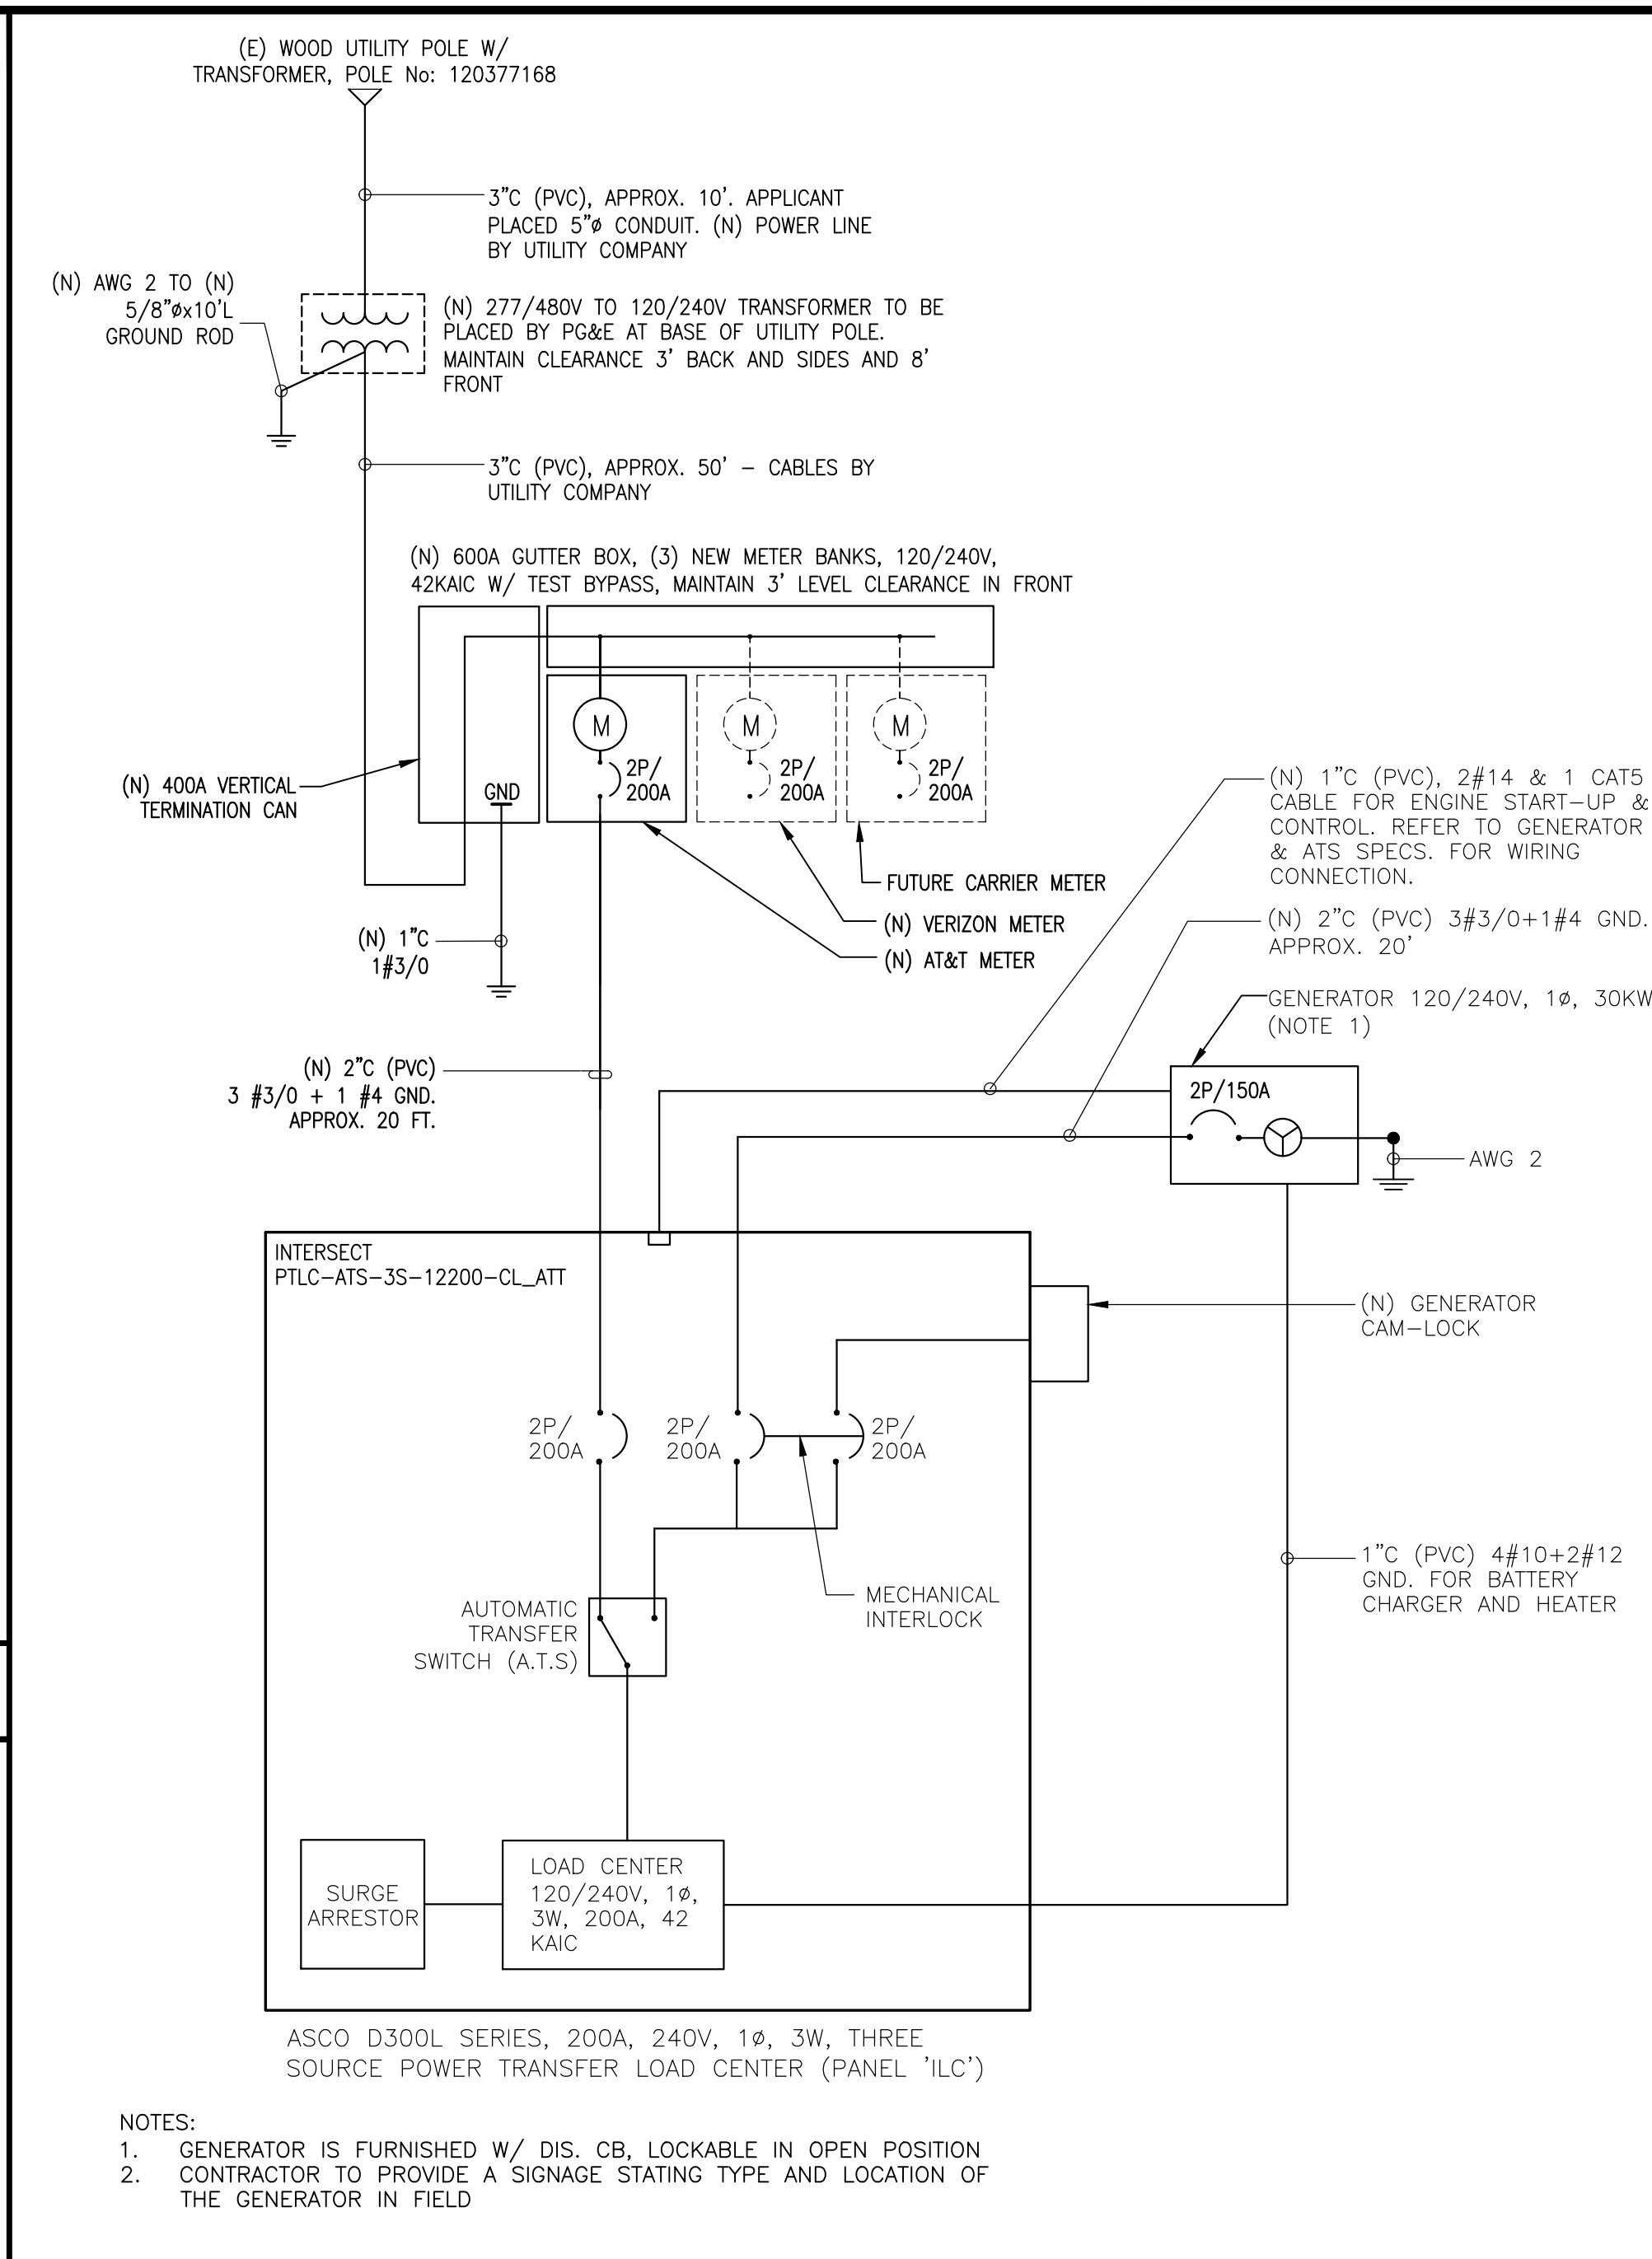 (E) WOOD UTILITY POLE W/
TRANSFORMER, POLE No: 120377168
3"C (PVC), APPROX. 10'. APPLICANT
PLACED 5"ø CONDUIT. (N) POWER LINE
BY UTILITY COMPANY
(N) AWG 2 TO (N)
5/8"øx10'L
GROUND ROD
(N) 277/480V TO 120/240V TRANSFORMER TO BE
PLACED BY PG&E AT BASE OF UTILITY POLE.
MAINTAIN CLEARANCE 3' BACK AND SIDES AND 8'
FRONT
3"C (PVC), APPROX. 50' – CABLES BY
UTILITY COMPANY
(N) 600A GUTTER BOX, (3) NEW METER BANKS, 120/240V,
42KAIC W/ TEST BYPASS, MAINTAIN 3' LEVEL CLEARANCE IN FRONT
M
2P/
200A
M
2P/
200A
M
2P/
200A
(N) 400A VERTICAL
TERMINATION CAN
GND
FUTURE CARRIER METER
(N) VERIZON METER
(N) AT&T METER
(N) 1"C
1#3/0
(N) 1"C (PVC), 2#14 & 1 CAT5
CABLE FOR ENGINE START-UP &
CONTROL. REFER TO GENERATOR
& ATS SPECS. FOR WIRING
CONNECTION.
(N) 2"C (PVC) 3#3/0+1#4 GND.
APPROX. 20'
GENERATOR 120/240V, 1ø, 30KW
(NOTE 1)
(N) 2"C (PVC)
3 #3/0 + 1 #4 GND.
APPROX. 20 FT.
2P/150A
AWG 2
INTERSECT
PTLC-ATS-3S-12200-CL_ATT
(N) GENERATOR
CAM-LOCK
2P/
200A
2P/
200A
2P/
200A
AUTOMATIC
TRANSFER
SWITCH (A.T.S)
MECHANICAL
INTERLOCK
1"C (PVC) 4#10+2#12
GND. FOR BATTERY
CHARGER AND HEATER
SURGE
ARRESTOR
LOAD CENTER
120/240V, 1ø,
3W, 200A, 42
KAIC
ASCO D300L SERIES, 200A, 240V, 1ø, 3W, THREE
SOURCE POWER TRANSFER LOAD CENTER (PANEL 'ILC')
NOTES:
1. GENERATOR IS FURNISHED W/ DIS. CB, LOCKABLE IN OPEN POSITION
2. CONTRACTOR TO PROVIDE A SIGNAGE STATING TYPE AND LOCATION OF
THE GENERATOR IN FIELD